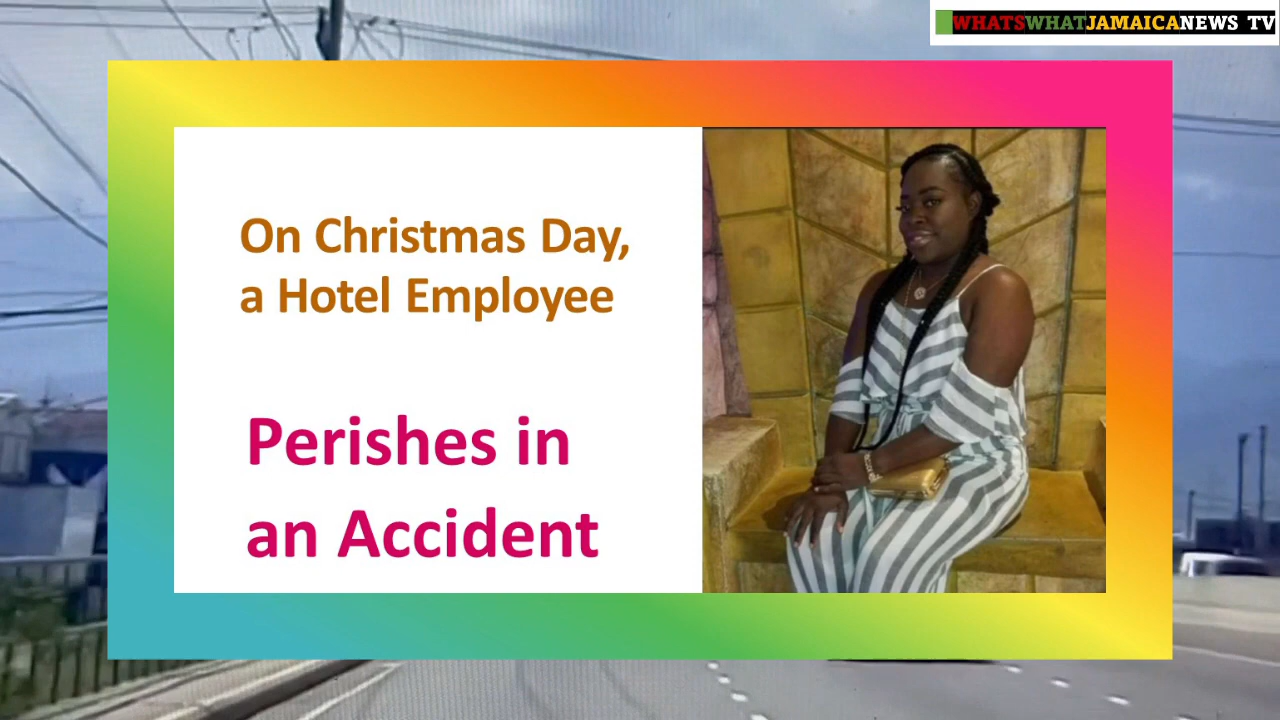 WHATSWHATJAMAICANEWS TV
On Christmas Day,
a Hotel Employee
Perishes in
an Accident